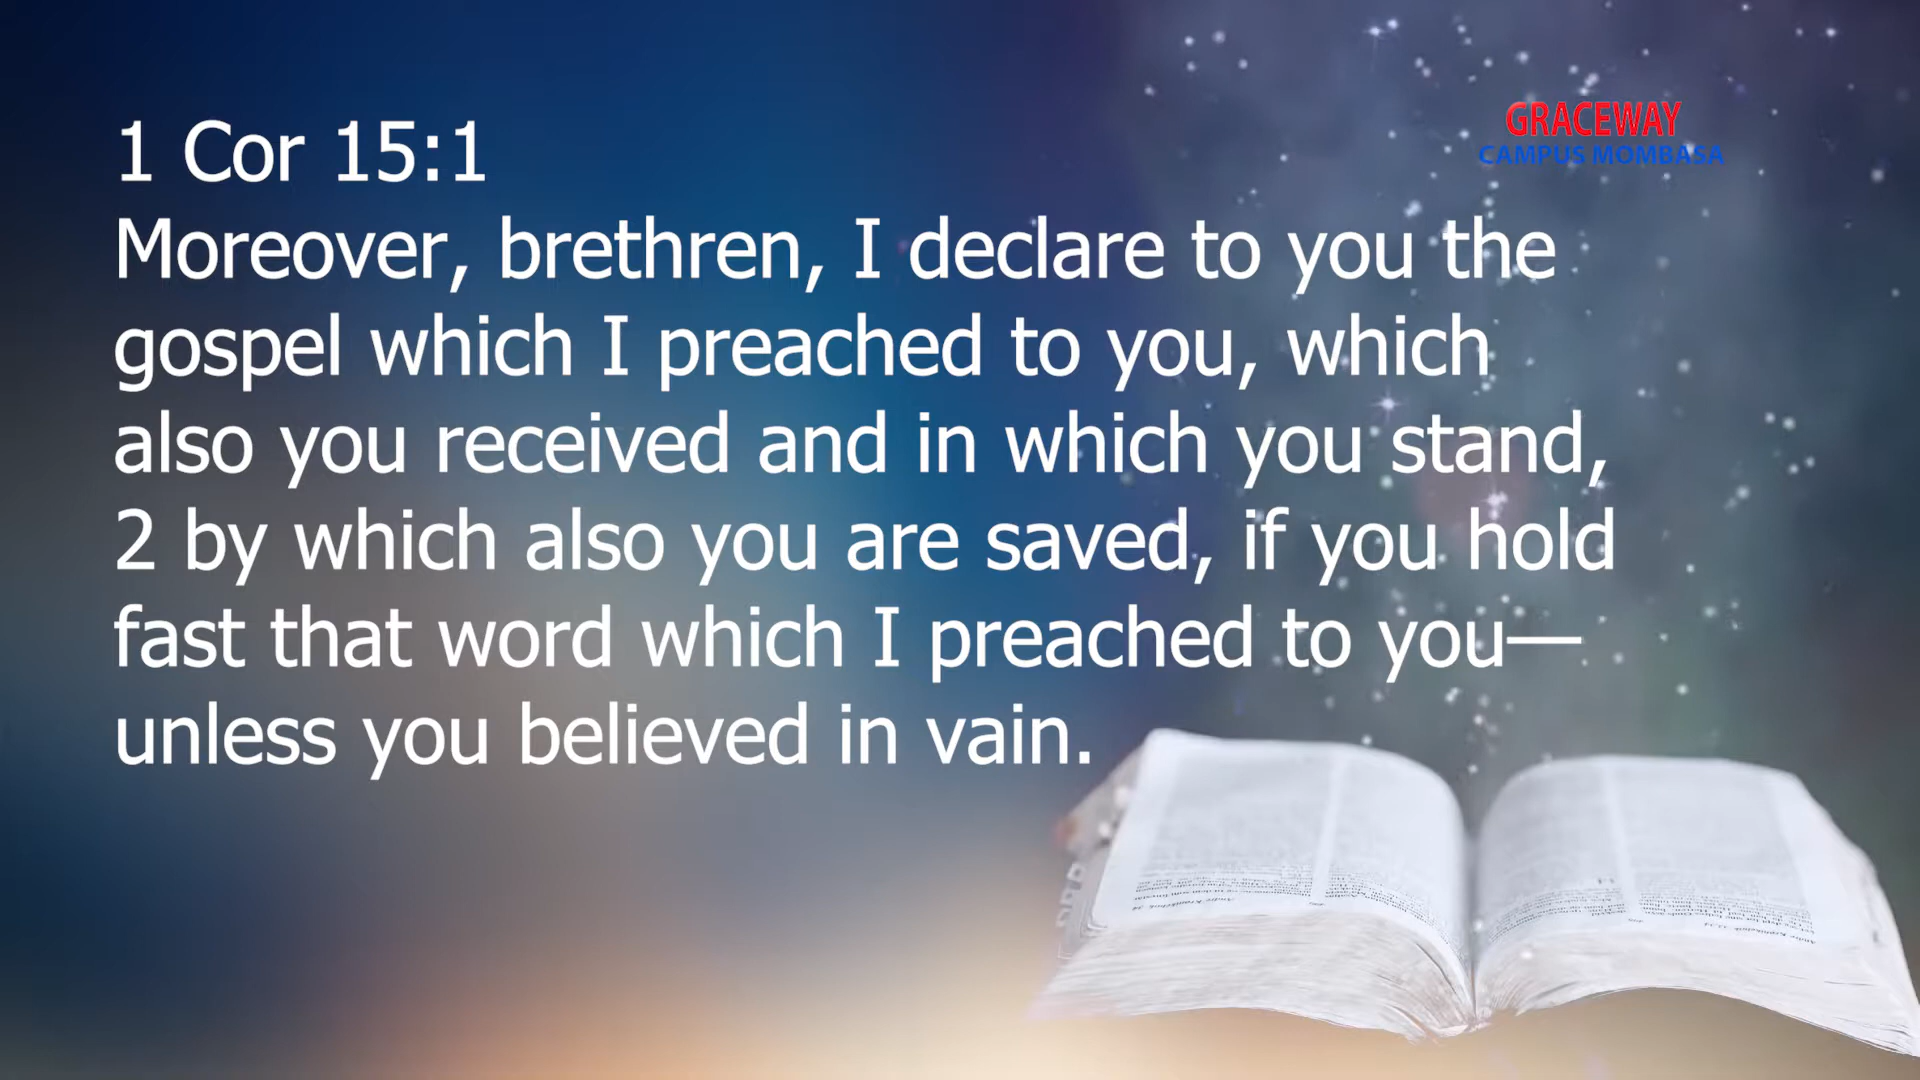 1 Cor 15:1
GRACEWAY
CAMPUS MOMBASA
Moreover, brethren, I declare to you the
gospel which I preached to you, which
also you received and in which you stand,
2 by which also you are saved, if you hold
fast that word which I preached to you—
unless you believed in vain.